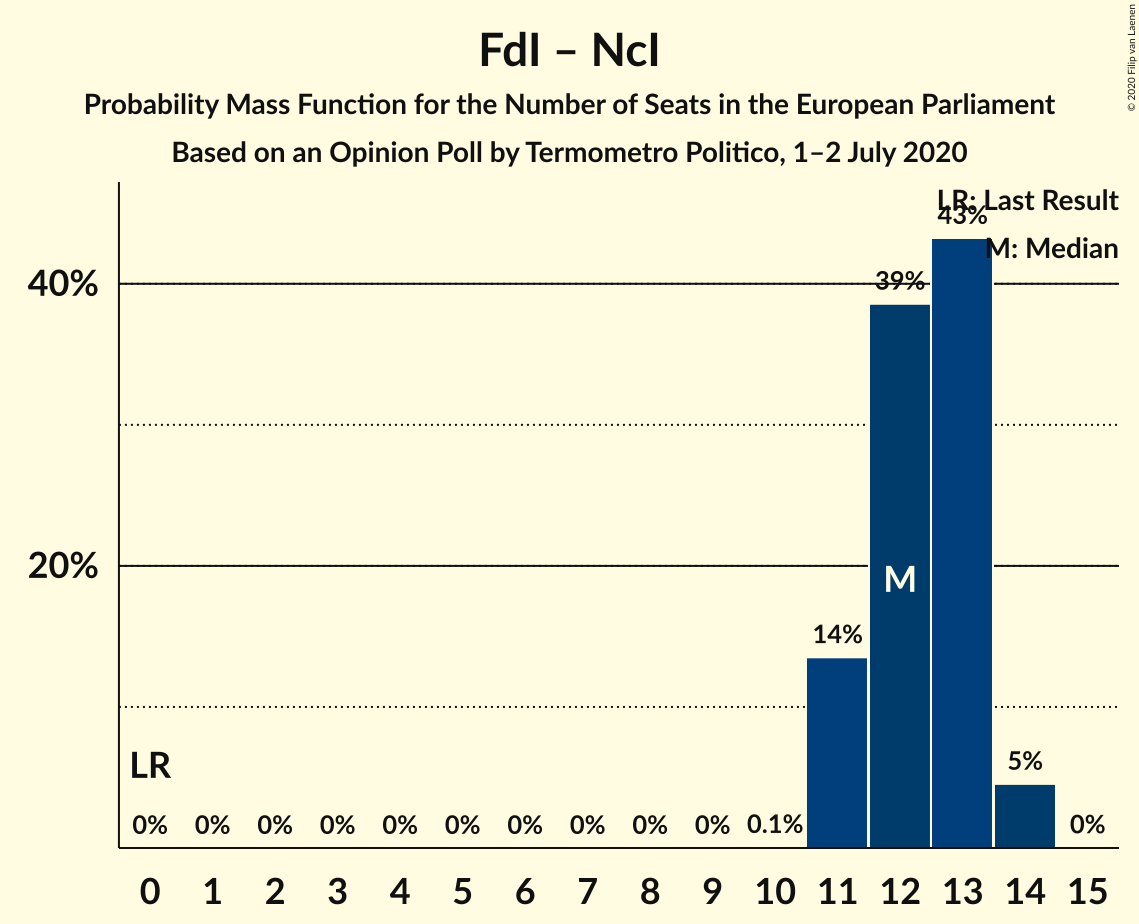 FdI – NcI
Probability Mass Function for the Number of Seats in the European Parliament
Based on an Opinion Poll by Termometro Politico, 1–2 July 2020
© 2020 Filip van Laenen
LR: Last Result
M: Median
43%
40%
39%
20%
M
14%
LR
5%
0% 0% 0% 0% 0% 0% 0% 0% 0% 0% 0.1% 0%
0 1 2 3 4 5 6 7 8 9 10 11 12 13 14 15